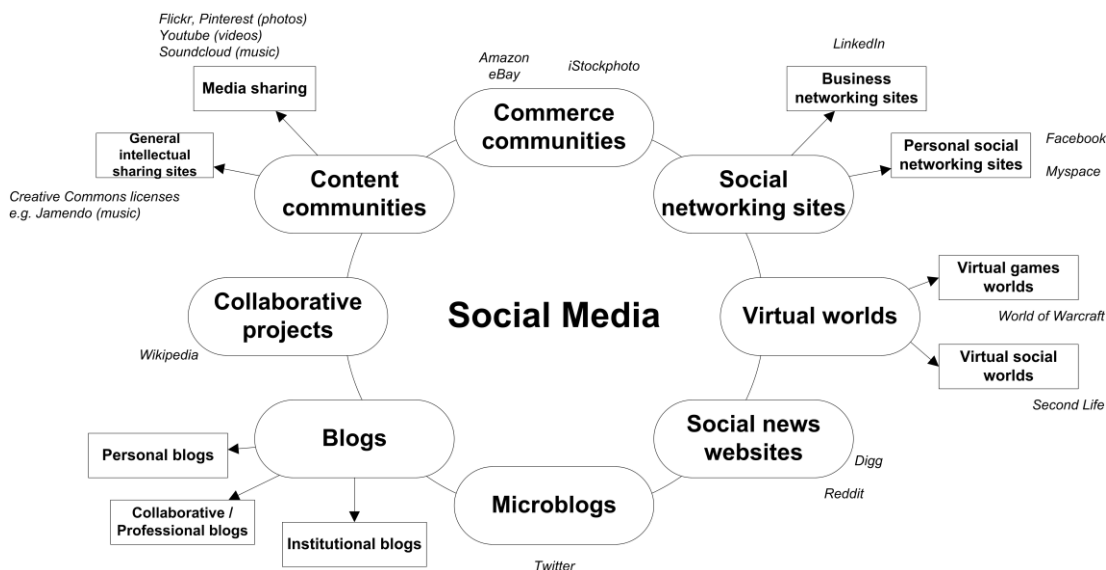 Flickr, Pinterest (photos)
Youtube (videos)
Soundcloud (music)
Media sharing
General
intellectual
sharing sites
Creative Commons licenses
e.g. Jamendo (music)
Content
communities
Amazon
eBay
iStockphoto
Commerce
communities
LinkedIn
Business
networking sites
Personal social
networking sites
Facebook
Myspace
Social
networking sites
Collaborative
projects
Wikipedia
Social Media
Virtual worlds
Virtual games
worlds
World of Warcraft
Virtual social
worlds
Second Life
Blogs
Personal blogs
Collaborative /
Professional blogs
Institutional blogs
Microblogs
Twitter
Social news
websites
Digg
Reddit